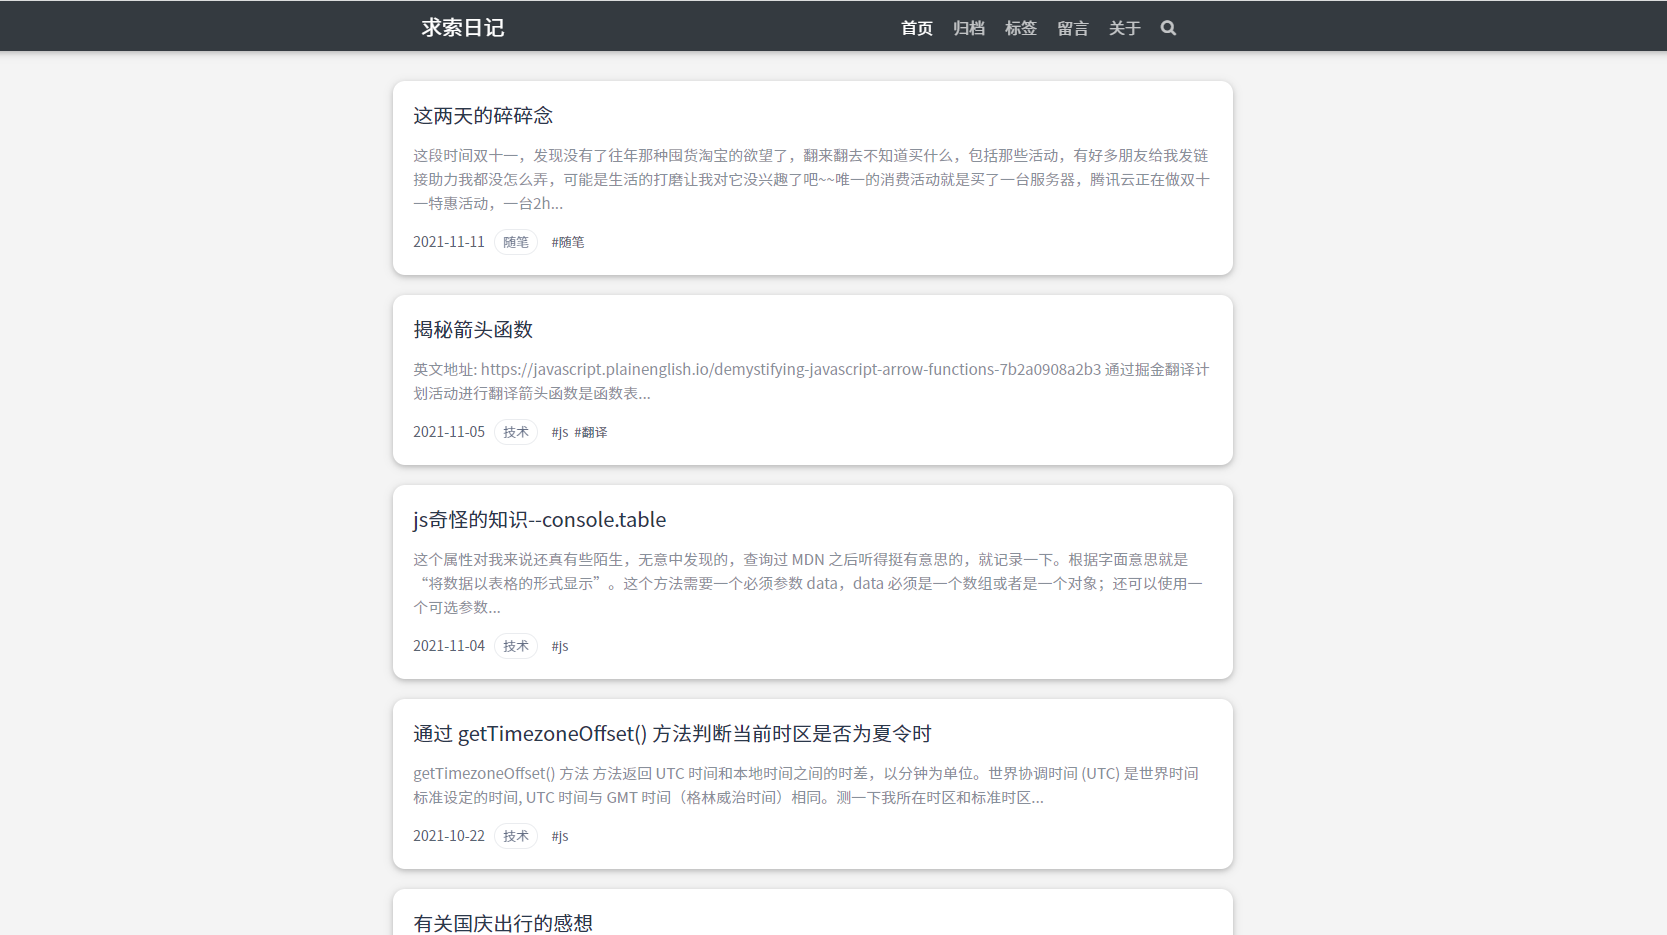 求索日记
首页 归档 标签 留言 关于
这两天的碎碎念
这段时间双十一，发现没有了往年那种囤货淘宝的欲望了，翻来翻去不知道买什么，包括那些活动，有好多朋友给我发链
接助力我都没怎么弄，可能是生活的打磨让我对它没兴趣了吧~~唯一的消费活动就是买了一台服务器，腾讯云正在做双十
一特惠活动，一台2h...
2021-11-11 随笔 #随笔
揭秘箭头函数
英文地址: https://javascript.plainenglish.io/demystifying-javascript-arrow-functions-7b2a0908a2b3 通过掘金翻译计
划活动进行翻译箭头函数是函数表...
2021-11-05 技术 #js #翻译
js奇怪的知识--console.table
这个属性对我来说还真有些陌生，无意中发现的，查询过 MDN 之后听得挺有意思的，就记录一下。根据字面意思就是
“将数据以表格的形式显示”。这个方法需要一个必须参数 data，data 必须是一个数组或者是一个对象；还可以使用一
个可选参数...
2021-11-04 技术 #js
通过 getTimezoneOffset() 方法判断当前时区是否为夏令时
getTimezoneOffset() 方法 方法返回 UTC 时间和本地时间之间的时差，以分钟为单位。世界协调时间 (UTC) 是世界时间
标准设定的时间, UTC 时间与 GMT 时间（格林威治时间）相同。测一下我所在时区和标准时区...
2021-10-22 技术 #js
有关国庆出行的感想